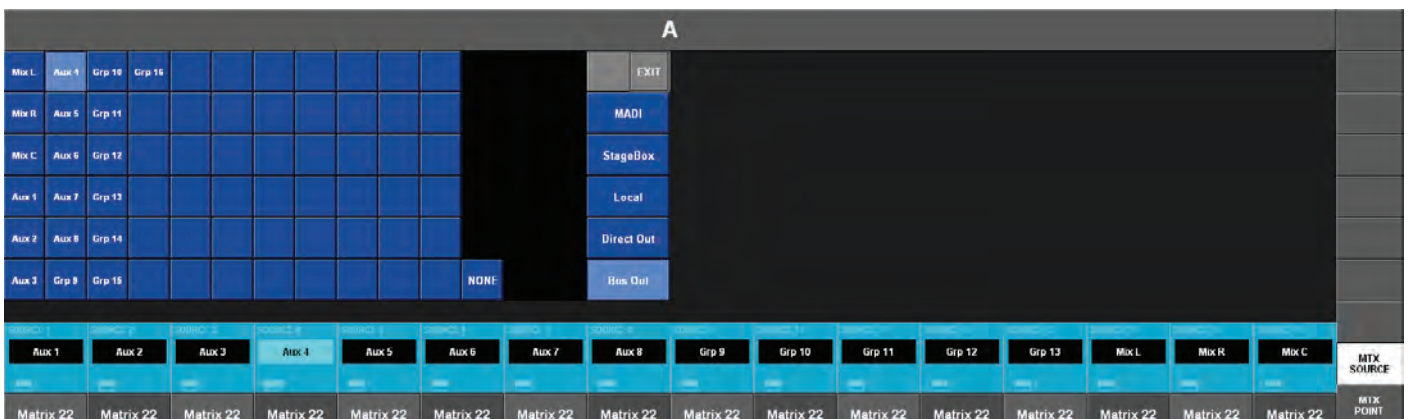 A
Mix L Aux 4 Grp 10 Grp 16 EXIT
Mix R Aux 5 Grp 11 MADI
Mix C Aux 6 Grp 12 StageBox
Aux 1 Aux 7 Grp 13 Local
Aux 2 Aux 8 Grp 14 Direct Out
Aux 3 Grp 9 Grp 15 NONE Bus Out
Aux 1 Aux 2 Aux 3 Aux 4 Aux 5 Aux 6 Aux 7 Aux 8 Grp 9 Grp 10 Grp 11 Grp 12 Grp 13 Mix L Mix R Mix C
MTX
SOURCE
Matrix 22 Matrix 22 Matrix 22 Matrix 22 Matrix 22 Matrix 22 Matrix 22 Matrix 22 Matrix 22 Matrix 22 Matrix 22 Matrix 22 Matrix 22 Matrix 22 Matrix 22 Matrix 22
MTX
POINT